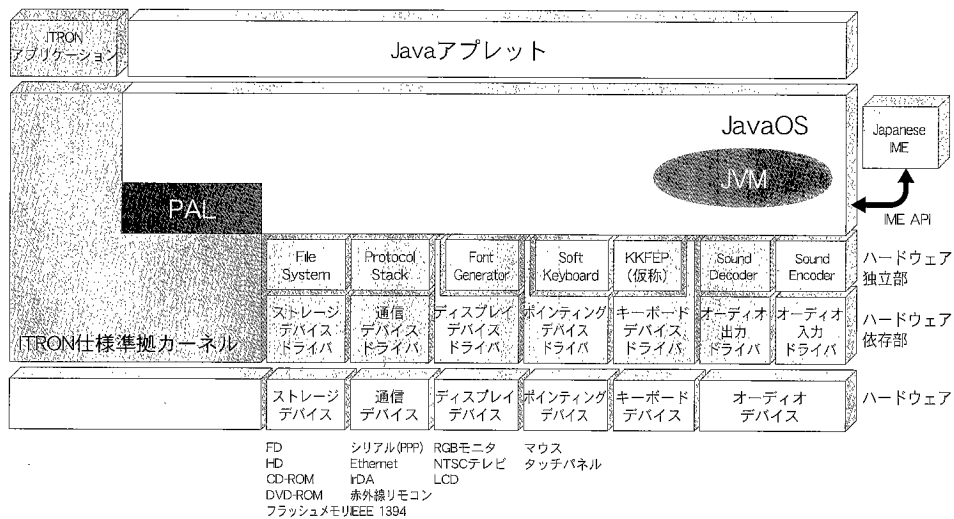 ITRON
アプリケーション
Javaアプレット
JavaOS
JVM
PAL
Japanese
IME
IME API
File
System
Protocol
Stack
Font
Generator
Soft
Keyboard
KKFEP
(仮称)
Sound
Decoder
Sound
Encoder
ハードウェア
独立部
ITRON仕様準拠カーネル
ストレージ
デバイス
ドライバ
通信
デバイス
ドライバ
ディスプレイ
デバイス
ドライバ
ポインティング
デバイス
ドライバ
キーボード
デバイス
ドライバ
オーディオ
出力
ドライバ
オーディオ
入力
ドライバ
ハードウェア
依存部
ストレージ
デバイス
通信
デバイス
ディスプレイ
デバイス
ポインティング
デバイス
キーボード
デバイス
オーディオ
デバイス
ハードウェア
FD
HD
CD-ROM
DVD-ROM
フラッシュメモリ
シリアル(PPP)
Ethernet
IrDA
赤外線リモコン
IEEE 1394
RGBモニタ
NTSCテレビ
LCD
マウス
タッチパネル